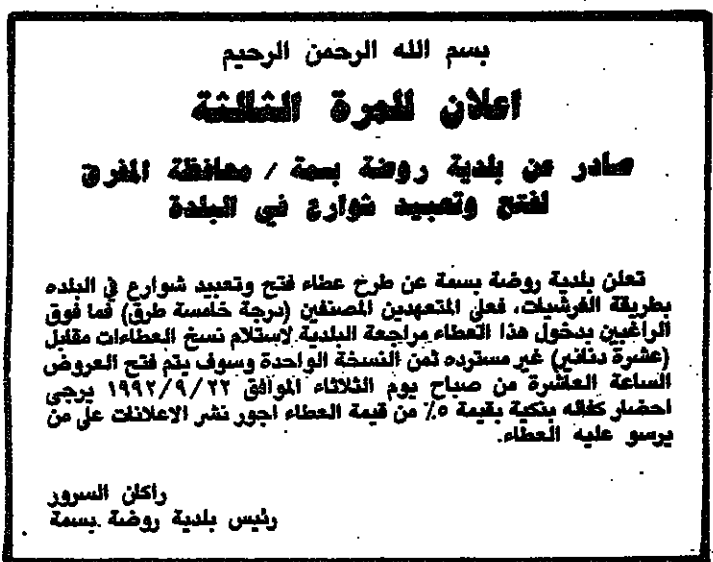 بسم الله الرحمن الرحيم
اعلان للمرة الثالثة
صادر عن بلدية روضة بسمة / محافظة المفرق
لفتح وتعبيد شوارع في البلدة
تعلن بلدية روضة بسمة عن طرح عطاء فتح وتعبيد شوارع في البلده
بطريقة الفرشيات، فعلى المتعهدين المصنفين (درجة خامسة طرق) فما فوق
الراغبين بدخول هذا العطاء مراجعة البلدية لاستلام نسخ العطاءات مقابل
(عشرة دنانير) غير مسترده ثمن النسخة الواحدة وسوف يتم فتح العروض
الساعة العاشرة من صباح يوم الثلاثاء الموافق ١٩٩٢/٩/٢٢ يرجى
احضار كفاله بنكية بقيمة ٥٪ من قيمة العطاء اجور نشر الاعلانات على من
يرسو عليه العطاء.
راكان السرور
رئيس بلدية روضة بسمة